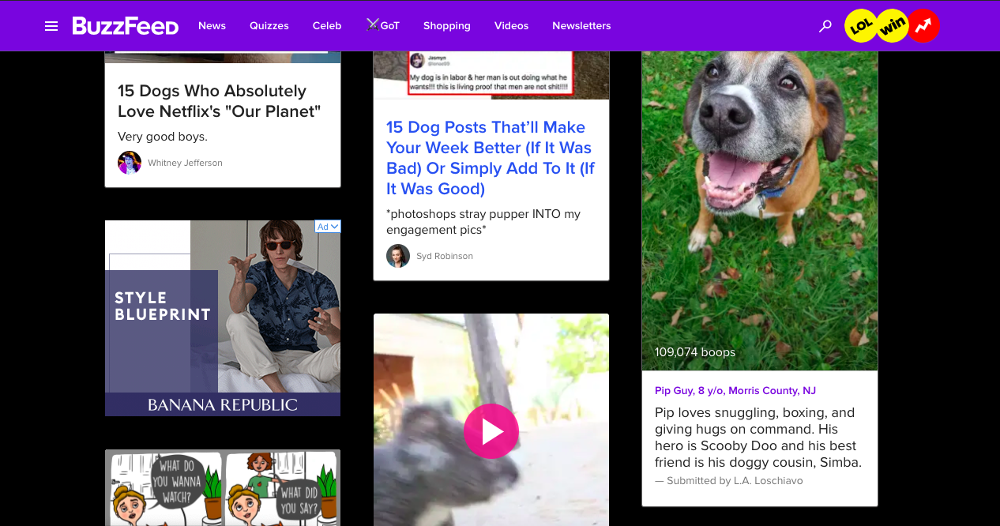 BuzzFeed
News
Quizzes
Celeb
GoT
Shopping
Videos
Newsletters
LOL
win
15 Dogs Who Absolutely
Love Netflix's "Our Planet"
Very good boys.
Whitney Jefferson
Ad
STYLE
BLUEPRINT
BANANA REPUBLIC
WHAT DO
YOU WANNA
WATCH?
WHAT DID
YOU SAY?
Jasmyn
My dog is in labor & her man is out doing what he
wants!!! this is living proof that men are not shit!!!!
15 Dog Posts That’ll Make
Your Week Better (If It Was
Bad) Or Simply Add To It (If
It Was Good)
*photoshops stray pupper INTO my
engagement pics*
Syd Robinson
109,074 boops
Pip Guy, 8 y/o, Morris County, NJ
Pip loves snuggling, boxing, and
giving hugs on command. His
hero is Scooby Doo and his best
friend is his doggy cousin, Simba.
— Submitted by L.A. Loschiavo